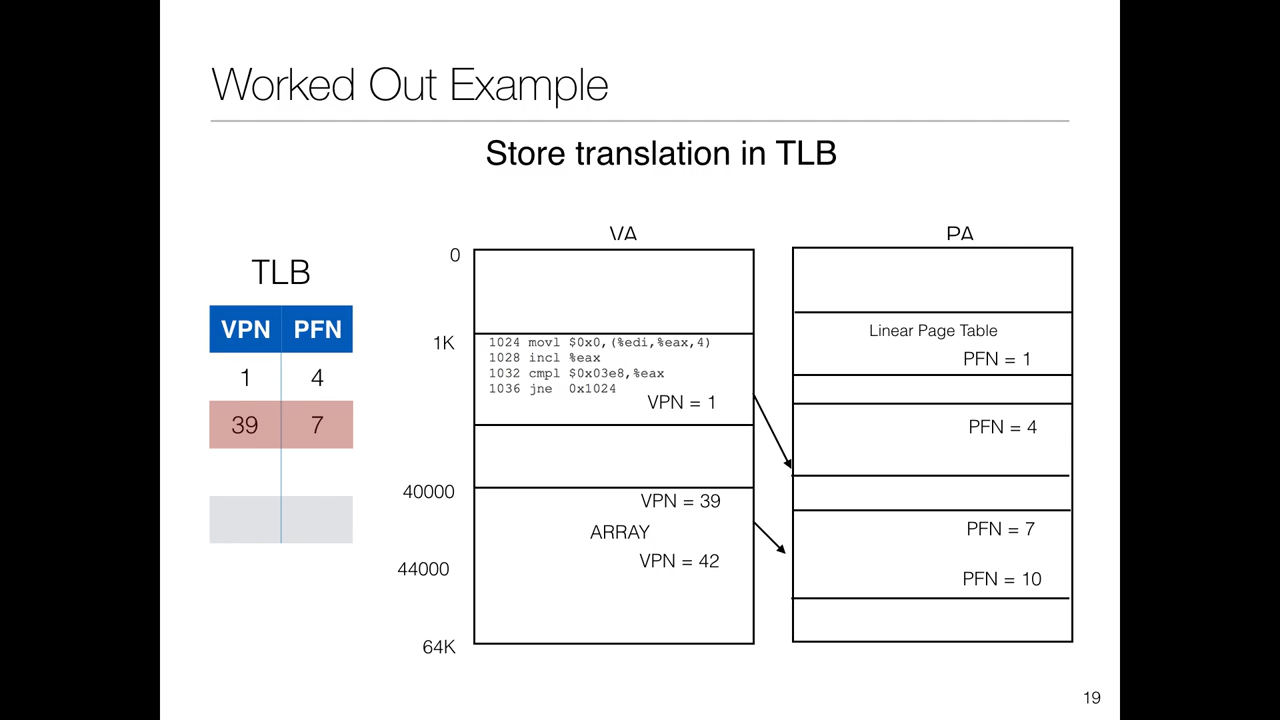 Worked Out Example
Store translation in TLB
TLB
VPN PFN
1 4
39 7
VA
0
1K
1024 movl $0x0,(%edi,%eax,4)
1028 incl %eax
1032 cmpl $0x03e8,%eax
1036 jne 0x1024
VPN = 1
40000
VPN = 39
ARRAY
VPN = 42
44000
64K
PA
Linear Page Table
PFN = 1
PFN = 4
PFN = 7
PFN = 10
19